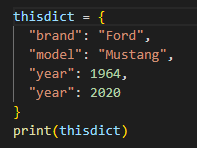 thisdict = {
  "brand": "Ford",
  "model": "Mustang",
  "year": 1964,
  "year": 2020
}
print(thisdict)